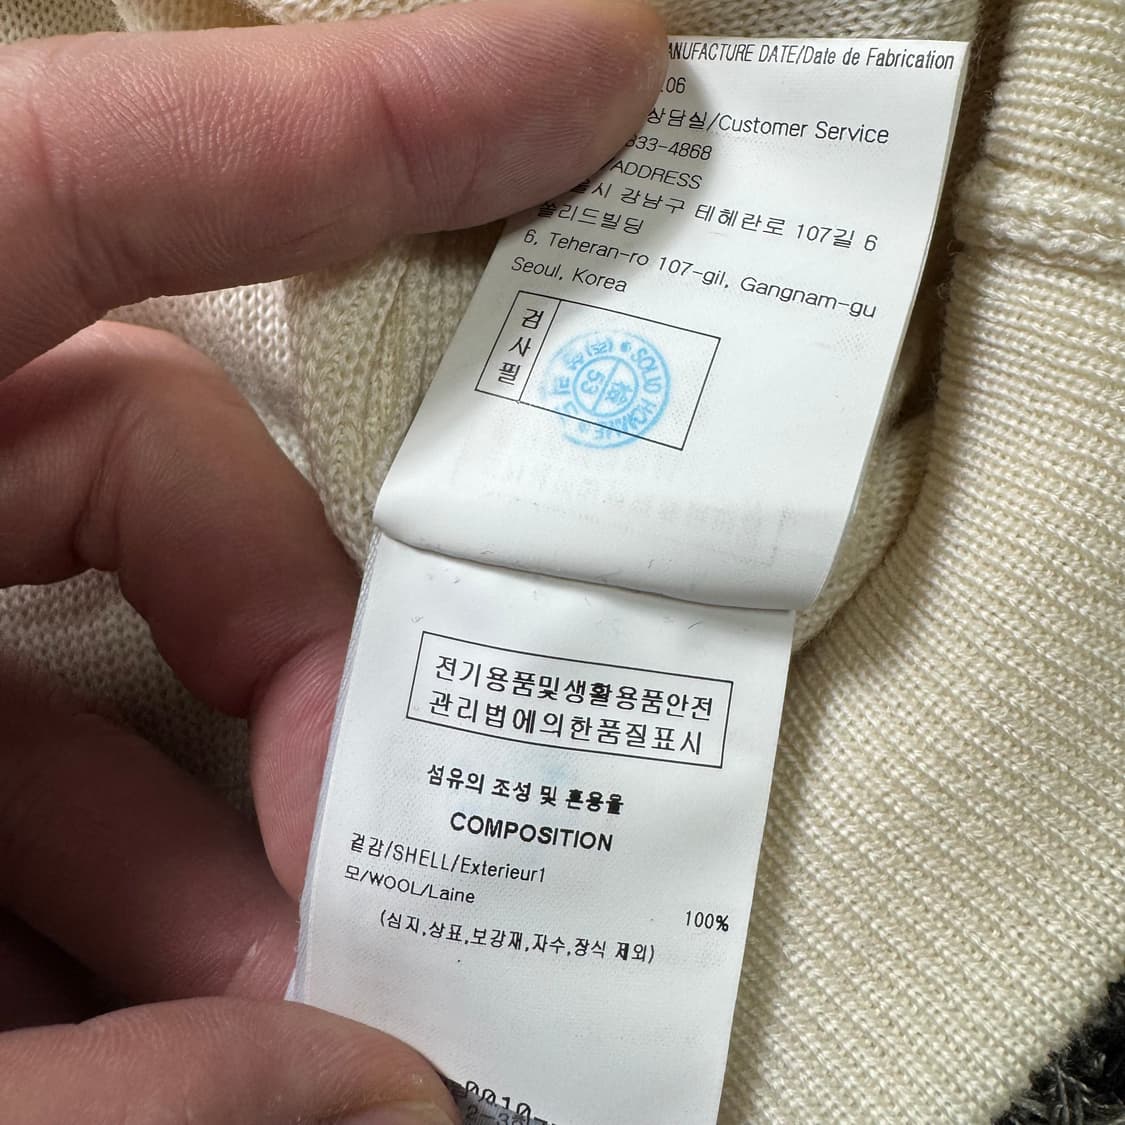 MANUFACTURE DATE/Date de Fabrication
.06
상담실/Customer Service
833-4868
/ADDRESS
울시 강남구 테헤란로 107길 6
쏠리드빌딩
6, Teheran-ro 107-gil, Gangnam-gu
Seoul, Korea
검사필
SOLID HOMME
53
전기용품및생활용품안전
관리법에의한품질표시
섬유의 조성 및 혼용율
COMPOSITION
겉감/SHELL/Exterieur1
모/WOOL/Laine 100%
(심지,상표,보강재,자수,장식 제외)